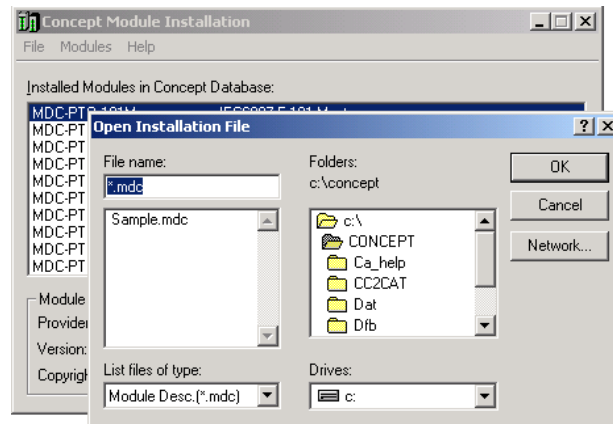 Concept Module Installation
File Modules Help
Installed Modules in Concept Database:
MDC-PT
MDC-PT
MDC-PT
MDC-PT
MDC-PT
MDC-PT
MDC-PT
MDC-PT
MDC-PT
MDC-PT
Module
Provider
Version:
Copyrigh
Open Installation File
File name:
*.mdc
Sample.mdc
List files of type:
Module Desc.(*.mdc)
Folders:
c:\concept
c:\
CONCEPT
Ca_help
CC2CAT
Dat
Dfb
Drives:
c:
OK
Cancel
Network...